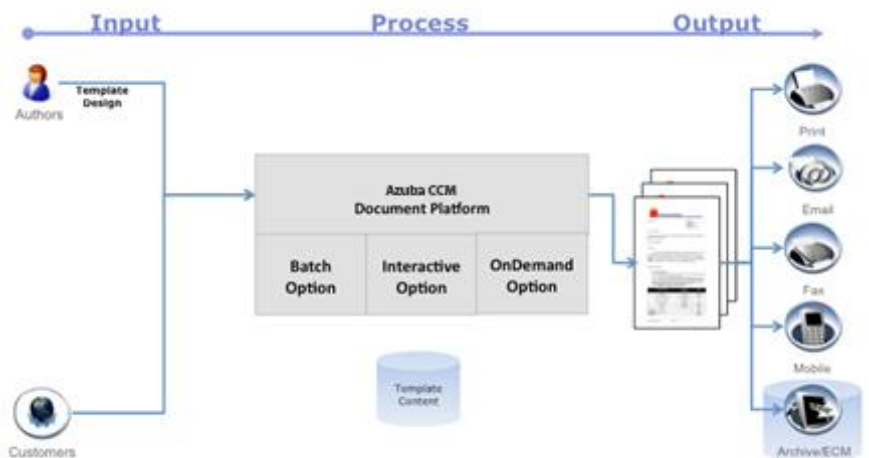 Input
Process
Output
Authors
Template
Design
Azuba CCM
Document Platform
Batch
Option
Interactive
Option
OnDemand
Option
Template
Content
Customers
Print
Email
Fax
Mobile
Archive/ECM